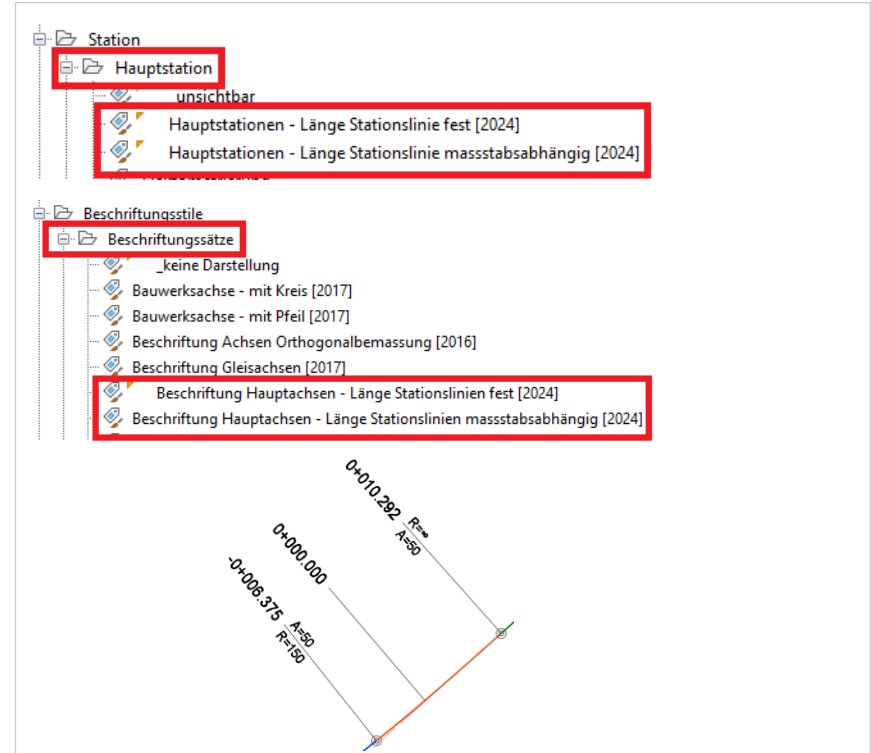 Station
Hauptstation
_unsichtbar
Hauptstationen - Länge Stationslinie fest [2024]
Hauptstationen - Länge Stationslinie massstabsabhängig [2024]
Beschriftungsstile
Beschriftungssätze
_keine Darstellung
Bauwerksachse - mit Kreis [2017]
Bauwerksachse - mit Pfeil [2017]
Beschriftung Achsen Orthogonalbemassung [2016]
Beschriftung Gleisachsen [2017]
Beschriftung Hauptachsen - Länge Stationslinien fest [2024]
Beschriftung Hauptachsen - Länge Stationslinien massstabsabhängig [2024]
0+010.292
R=∞
A=50
0+000.000
-0+006.375
A=50
R=150